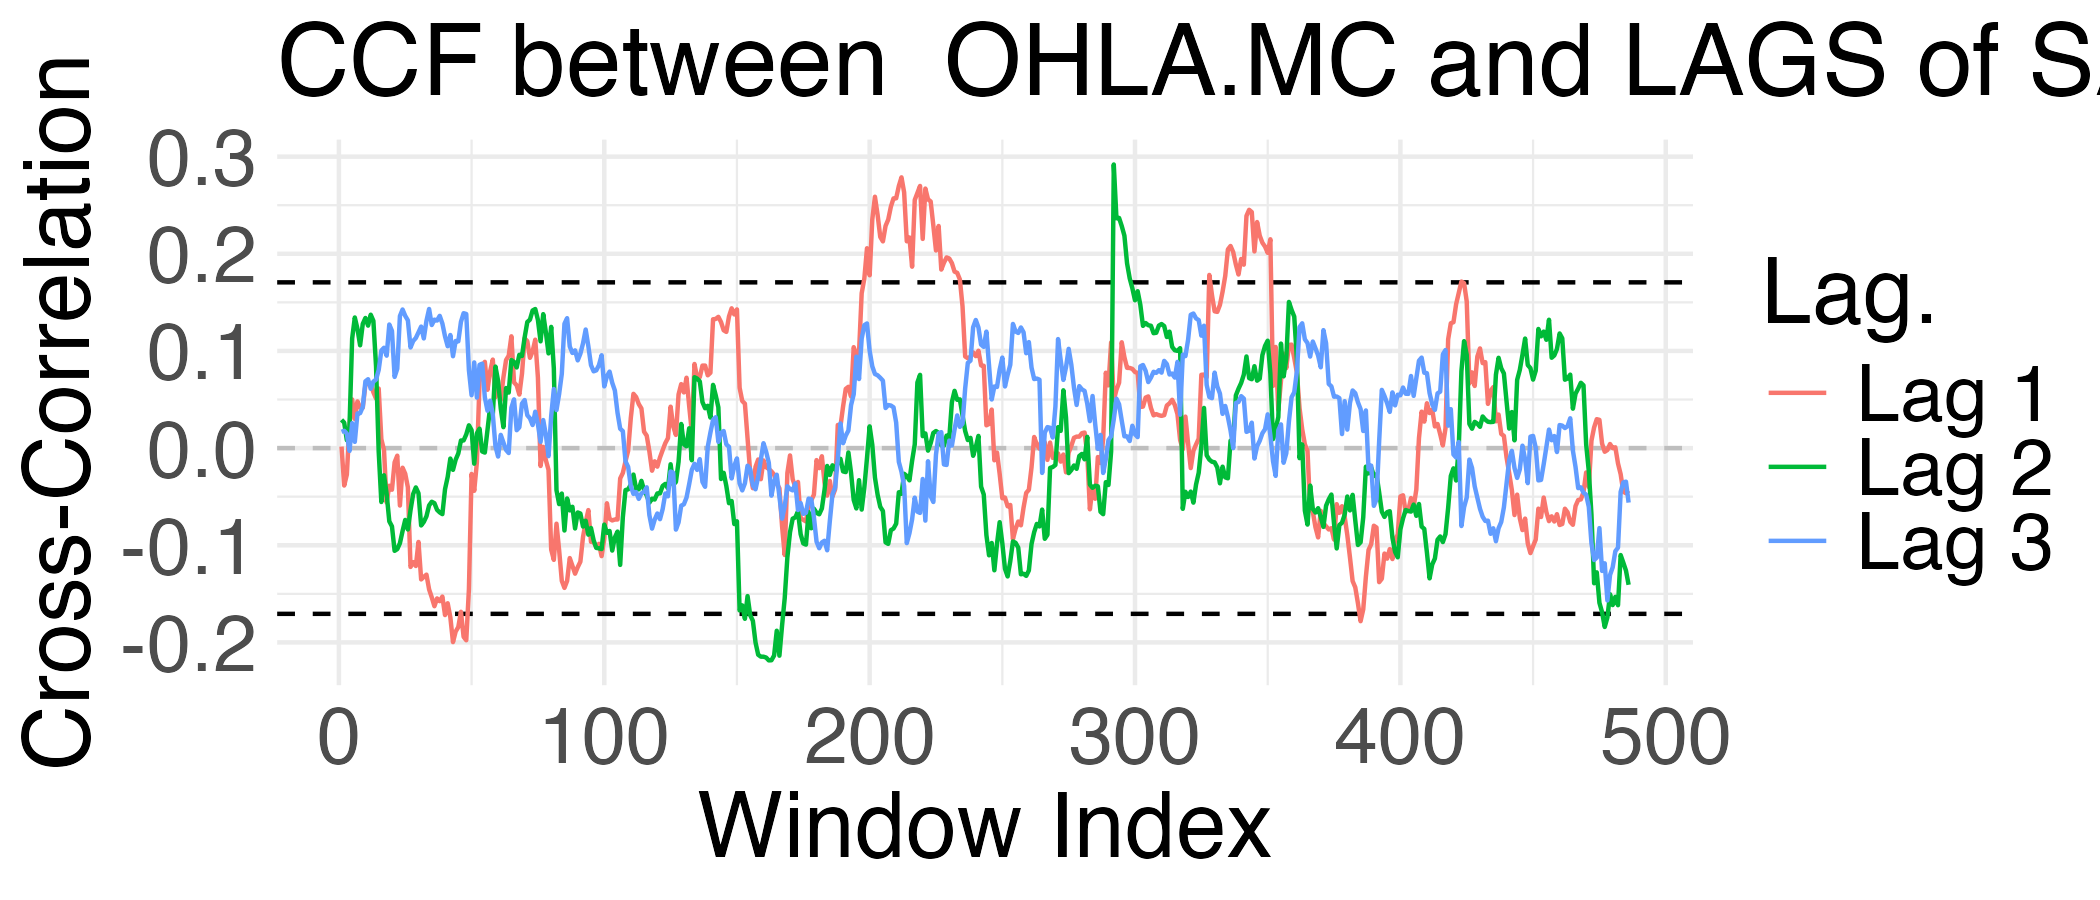 CCF between OHLA.MC and LAGS of
Cross-Correlation
0.3
0.2
0.1
0.0
-0.1
-0.2
0 100 200 300 400 500
Window Index
Lag.
Lag 1
Lag 2
Lag 3